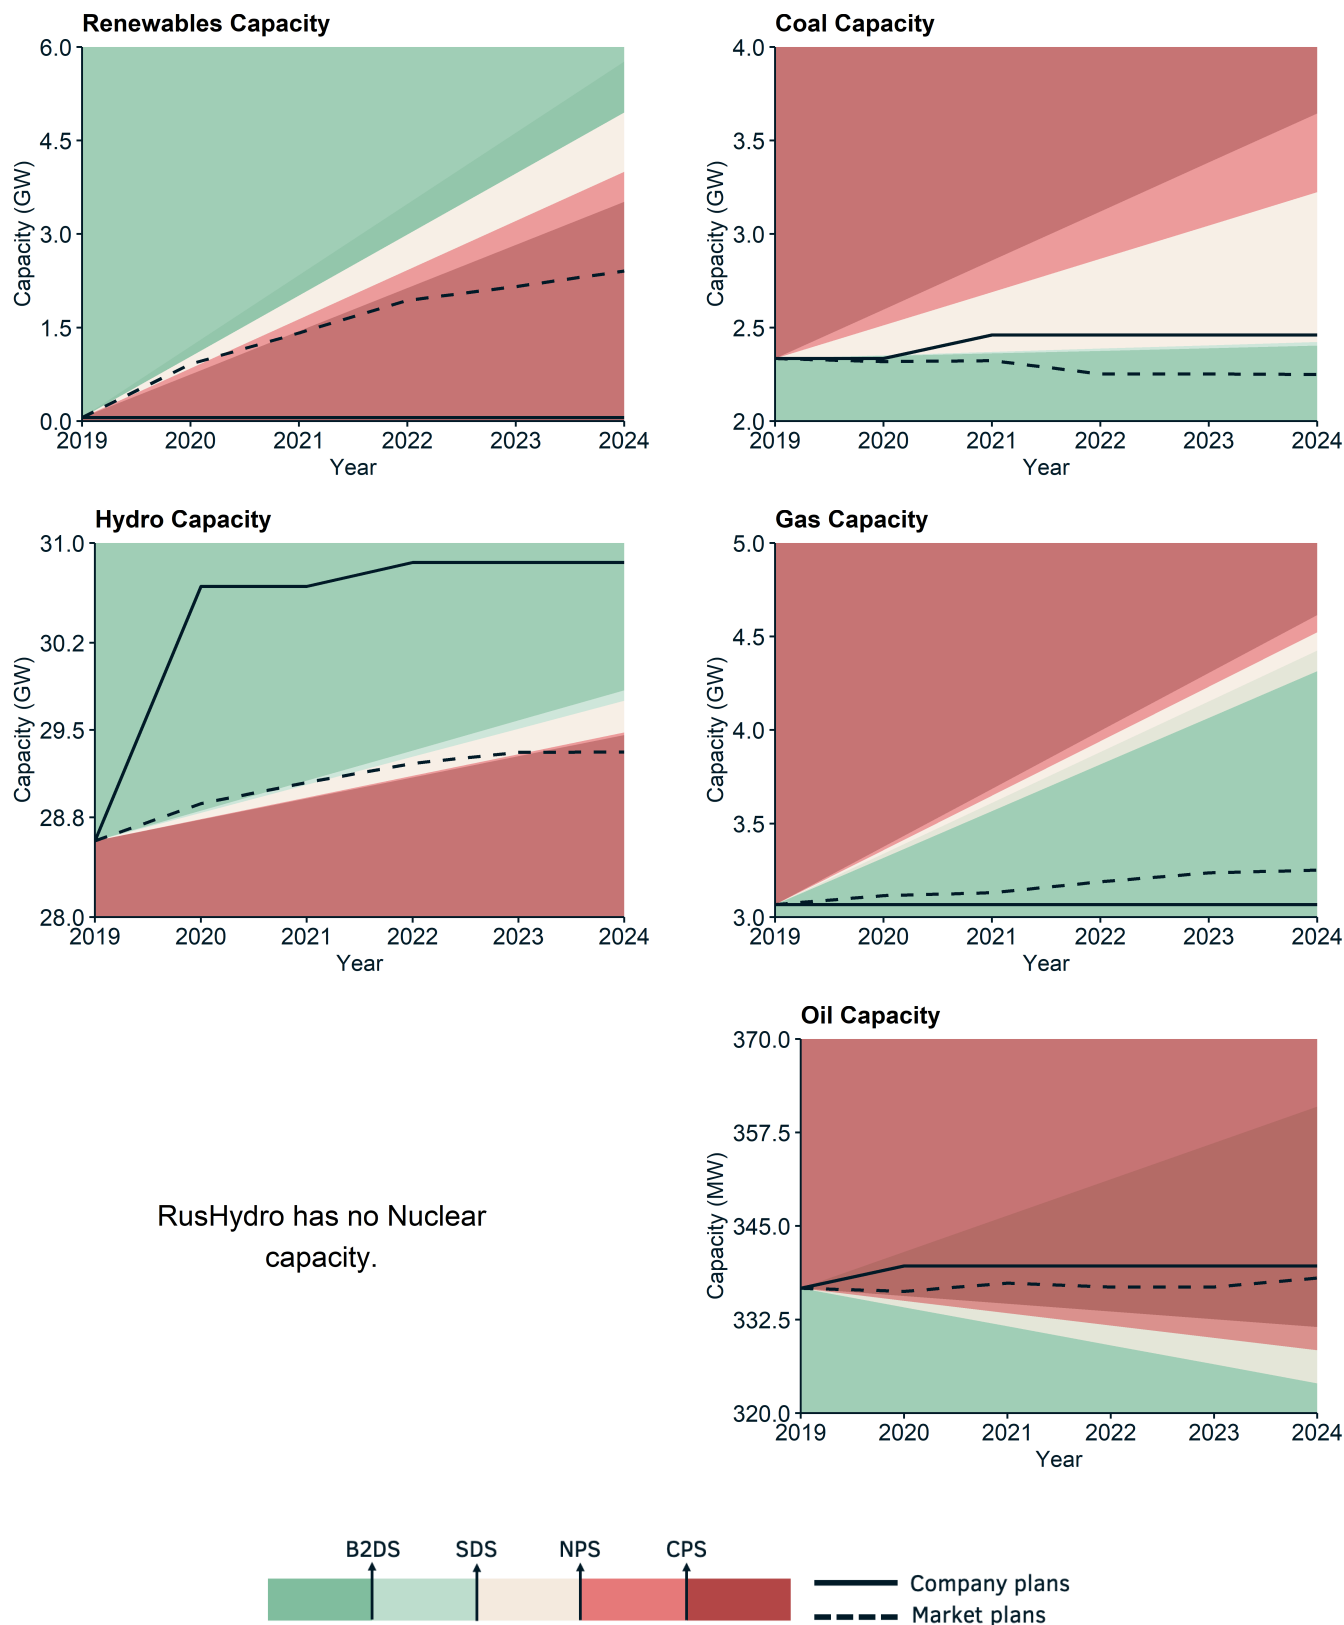 Renewables Capacity
6.0
4.5
3.0
1.5
0.0
Capacity (GW)
2019 2020 2021 2022 2023 2024
Year
Coal Capacity
4.0
3.5
3.0
2.5
2.0
Capacity (GW)
2019 2020 2021 2022 2023 2024
Year
Hydro Capacity
31.0
30.2
29.5
28.8
28.0
Capacity (GW)
2019 2020 2021 2022 2023 2024
Year
Gas Capacity
5.0
4.5
4.0
3.5
3.0
Capacity (GW)
2019 2020 2021 2022 2023 2024
Year
RusHydro has no Nuclear
capacity.
Oil Capacity
370.0
357.5
345.0
332.5
320.0
Capacity (MW)
2019 2020 2021 2022 2023 2024
Year
B2DS SDS NPS CPS
Company plans
Market plans